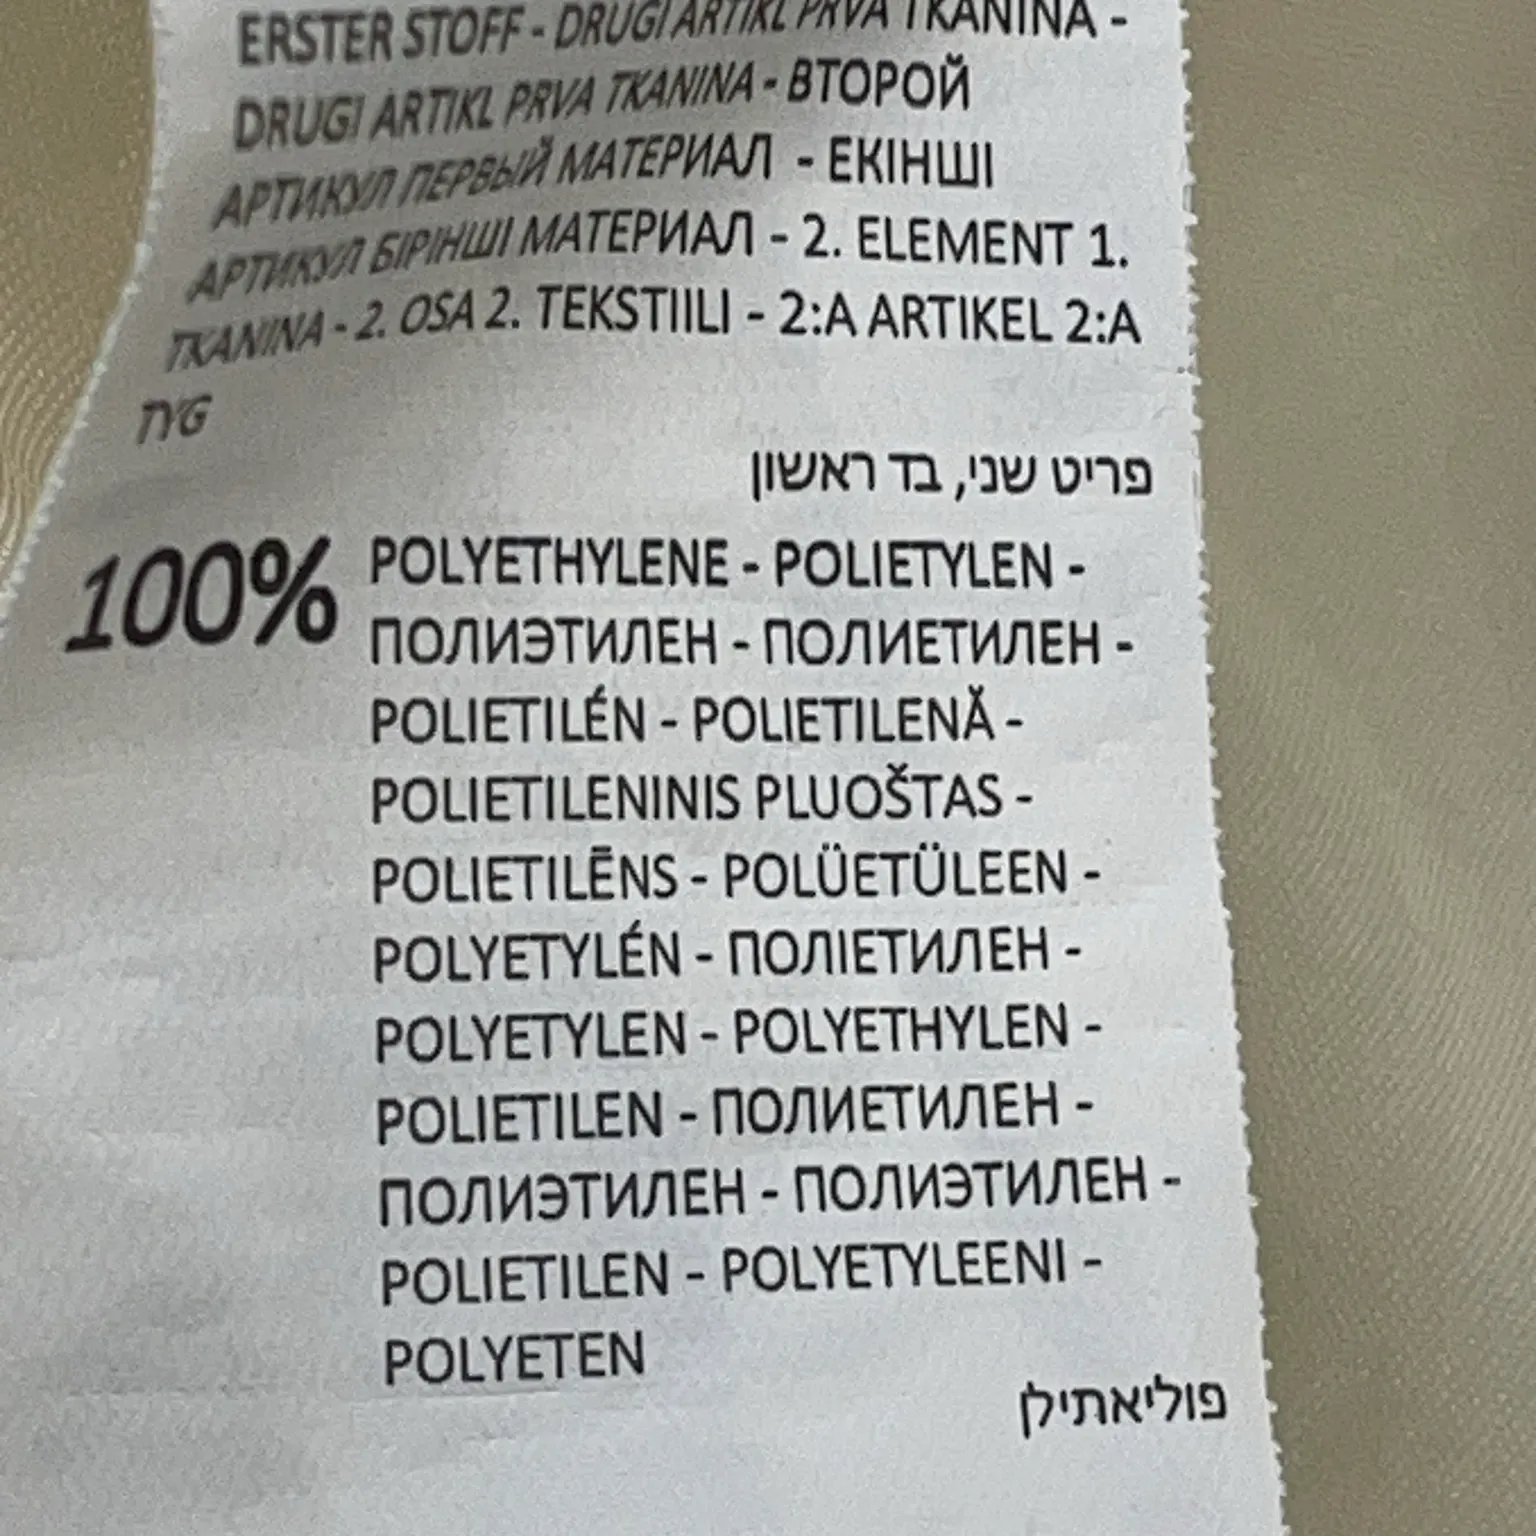 ERSTER STOFF - DRUGI ARTIKL PRVA TKANINA -
DRUGI ARTIKL PRVA TKANINA - ВТОРОЙ
АРТИКУЛ ПЕРВЫЙ МАТЕРИАЛ - ЕКІНШІ
АРТИКУЛ БІРІНШІ МАТЕРИАЛ - 2. ELEMENT 1.
TKANINA - 2. OSA 2. TEKSTIILI - 2:A ARTIKEL 2:A
TYG
פריט שני, בד ראשון
100% POLYETHYLENE - POLIETYLEN -
ПОЛИЭТИЛЕН - ПОЛИЕТИЛЕН -
POLIETILÉN - POLIETILENĂ -
POLIETILENINIS PLUOŠTAS -
POLIETILĒNS - POLÜETÜLEEN -
POLYETYLÉN - ПОЛІЕТИЛЕН -
POLYETYLEN - POLYETHYLEN -
POLIETILEN - ПОЛИЕТИЛЕН -
ПОЛИЭТИЛЕН - ПОЛИЭТИЛЕН -
POLIETILEN - POLYETYLEENI -
POLYETEN
פוליאתילן